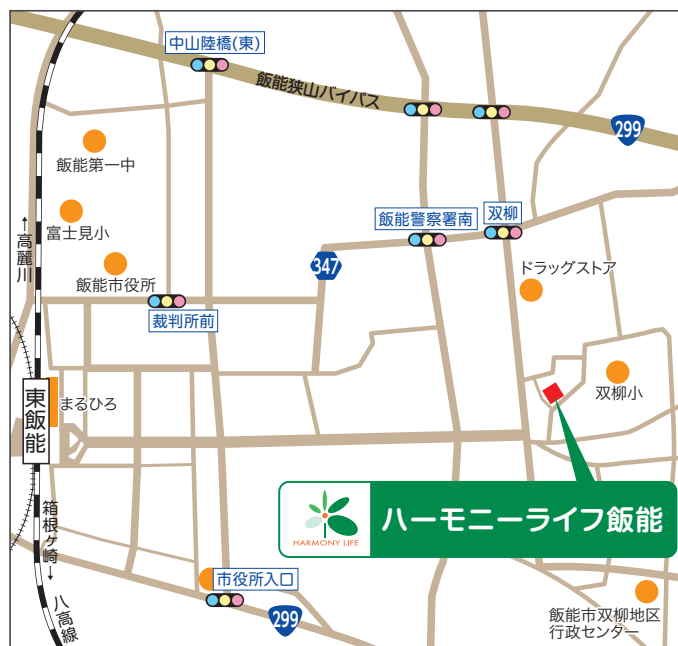 中山陸橋(東)
飯能狭山バイパス
299
飯能第一中
富士見小
←高麗川
飯能市役所
飯能警察署南
双柳
347
ドラッグストア
裁判所前
東飯能
まるひろ
双柳小
HARMONY LIFE
ハーモニーライフ飯能
箱根ヶ崎→
八高線
市役所入口
299
飯能市双柳地区
行政センター